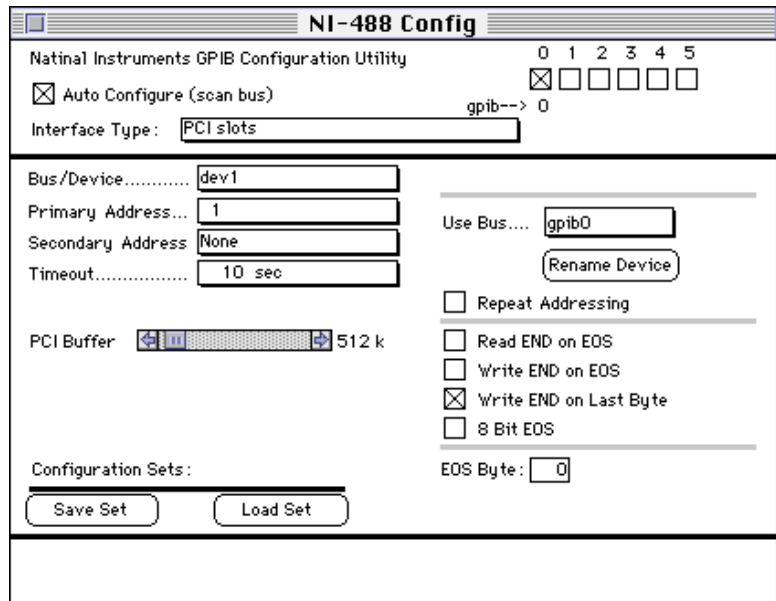 NI-488 Config
Natinal Instruments GPIB Configuration Utility
0 1 2 3 4 5
Auto Configure (scan bus)
gpib--> 0
Interface Type: PCI slots
Bus/Device............ dev1
Primary Address... 1
Secondary Address None
Timeout................. 10 sec
Use Bus.... gpib0
Rename Device
Repeat Addressing
PCI Buffer 512 k
Read END on EOS
Write END on EOS
Write END on Last Byte
8 Bit EOS
Configuration Sets:
EOS Byte: 0
Save Set Load Set